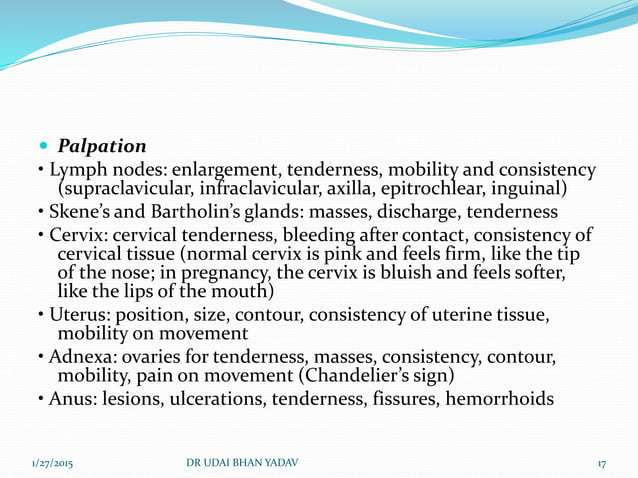 • Palpation
• Lymph nodes: enlargement, tenderness, mobility and consistency
(supraclavicular, infraclavicular, axilla, epitrochlear, inguinal)
• Skene’s and Bartholin’s glands: masses, discharge, tenderness
• Cervix: cervical tenderness, bleeding after contact, consistency of
cervical tissue (normal cervix is pink and feels firm, like the tip
of the nose; in pregnancy, the cervix is bluish and feels softer,
like the lips of the mouth)
• Uterus: position, size, contour, consistency of uterine tissue,
mobility on movement
• Adnexa: ovaries for tenderness, masses, consistency, contour,
mobility, pain on movement (Chandelier’s sign)
• Anus: lesions, ulcerations, tenderness, fissures, hemorrhoids
1/27/2015 DR UDAI BHAN YADAV 17